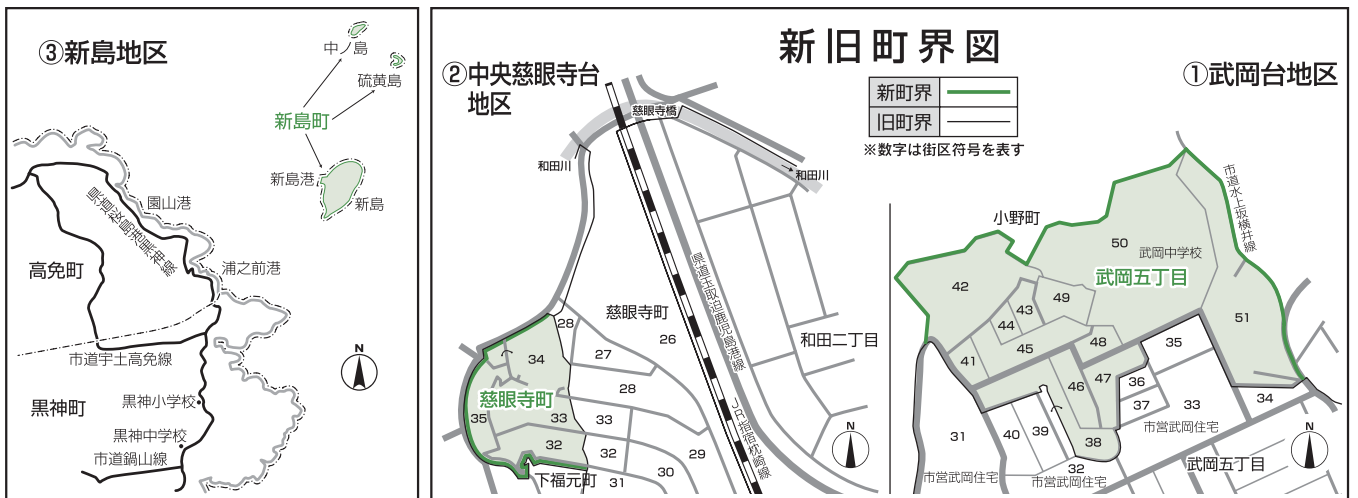 ③新島地区
中ノ島
硫黄島
新島町
新島港
新島
園山港
県道桜島港黒神線
高免町
浦之前港
市道宇土高免線
N
黒神町
黒神小学校
黒神中学校
市道鍋山線
新旧町界図
②中央慈眼寺台
地区
新町界
旧町界
※数字は街区符号を表す
慈眼寺橋
和田川
和田川
県道玉取迫鹿児島港線
JR指宿枕崎線
慈眼寺町
和田二丁目
28
26
27
34
28
慈眼寺町
35
33
33
32
32
29
30
31
下福元町
N
①武岡台地区
市道水上坂横井線
小野町
50
武岡中学校
武岡五丁目
42
49
43
44
51
48
45
41
35
47
46
36
37
33
34
31
40
39
38
市営武岡住宅
32
市営武岡住宅
市営武岡住宅
武岡五丁目
N